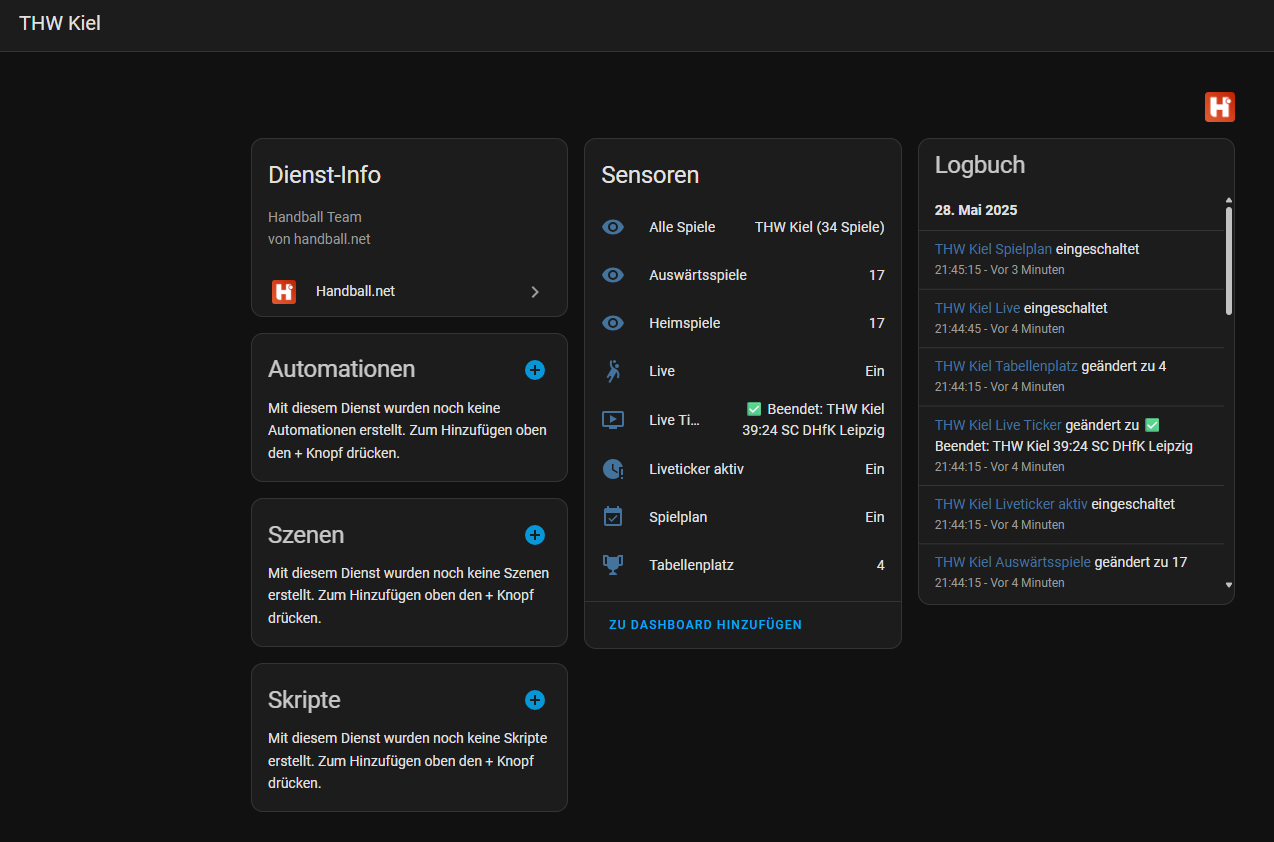 THW Kiel
Dienst-Info
Handball Team
von handball.net
Handball.net
Automationen
Mit diesem Dienst wurden noch keine
Automationen erstellt. Zum Hinzufügen oben
den + Knopf drücken.
Szenen
Mit diesem Dienst wurden noch keine Szenen
erstellt. Zum Hinzufügen oben den + Knopf
drücken.
Skripte
Mit diesem Dienst wurden noch keine Skripte
erstellt. Zum Hinzufügen oben den + Knopf
drücken.
Sensoren
Alle Spiele THW Kiel (34 Spiele)
Auswärtsspiele 17
Heimspiele 17
Live Ein
Live Ti... ✅ Beendet: THW Kiel
39:24 SC DHfK Leipzig
Liveticker aktiv Ein
Spielplan Ein
Tabellenplatz 4
ZU DASHBOARD HINZUFÜGEN
H
Logbuch
28. Mai 2025
THW Kiel Spielplan eingeschaltet
21:45:15 - Vor 3 Minuten
THW Kiel Live eingeschaltet
21:44:45 - Vor 4 Minuten
THW Kiel Tabellenplatz geändert zu 4
21:44:15 - Vor 4 Minuten
THW Kiel Live Ticker geändert zu ✅
Beendet: THW Kiel 39:24 SC DHfK Leipzig
21:44:15 - Vor 4 Minuten
THW Kiel Liveticker aktiv eingeschaltet
21:44:15 - Vor 4 Minuten
THW Kiel Auswärtsspiele geändert zu 17
21:44:15 - Vor 4 Minuten